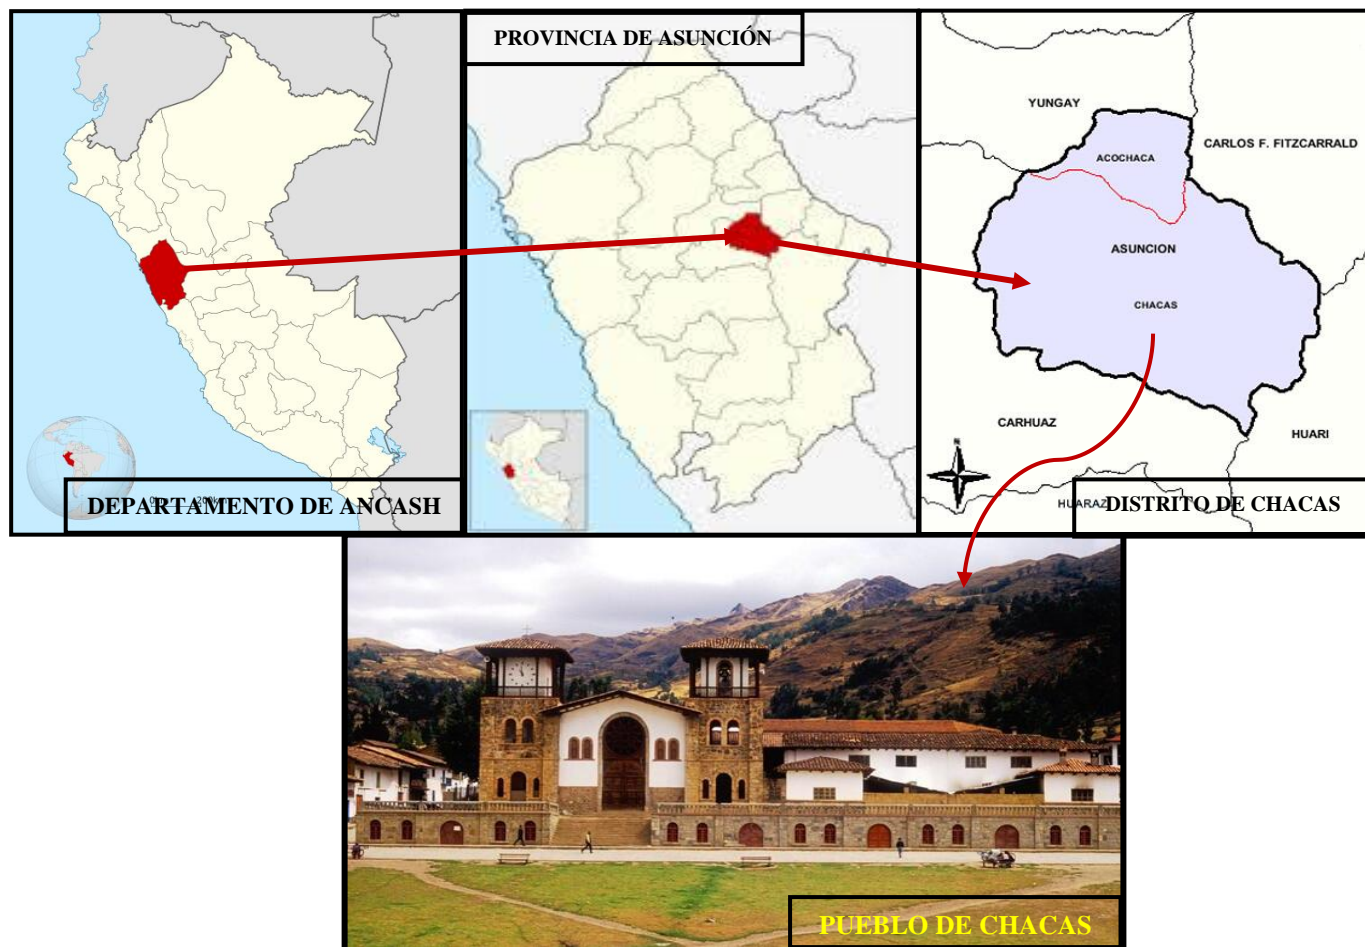 PROVINCIA DE ASUNCIÓN
YUNGAY
CARLOS F. FITZCARRALD
ACOCHACA
ASUNCION
CHACAS
CARHUAZ
HUARI
N
HUARAZ
DEPARTAMENTO DE ANCASH
DISTRITO DE CHACAS
PUEBLO DE CHACAS